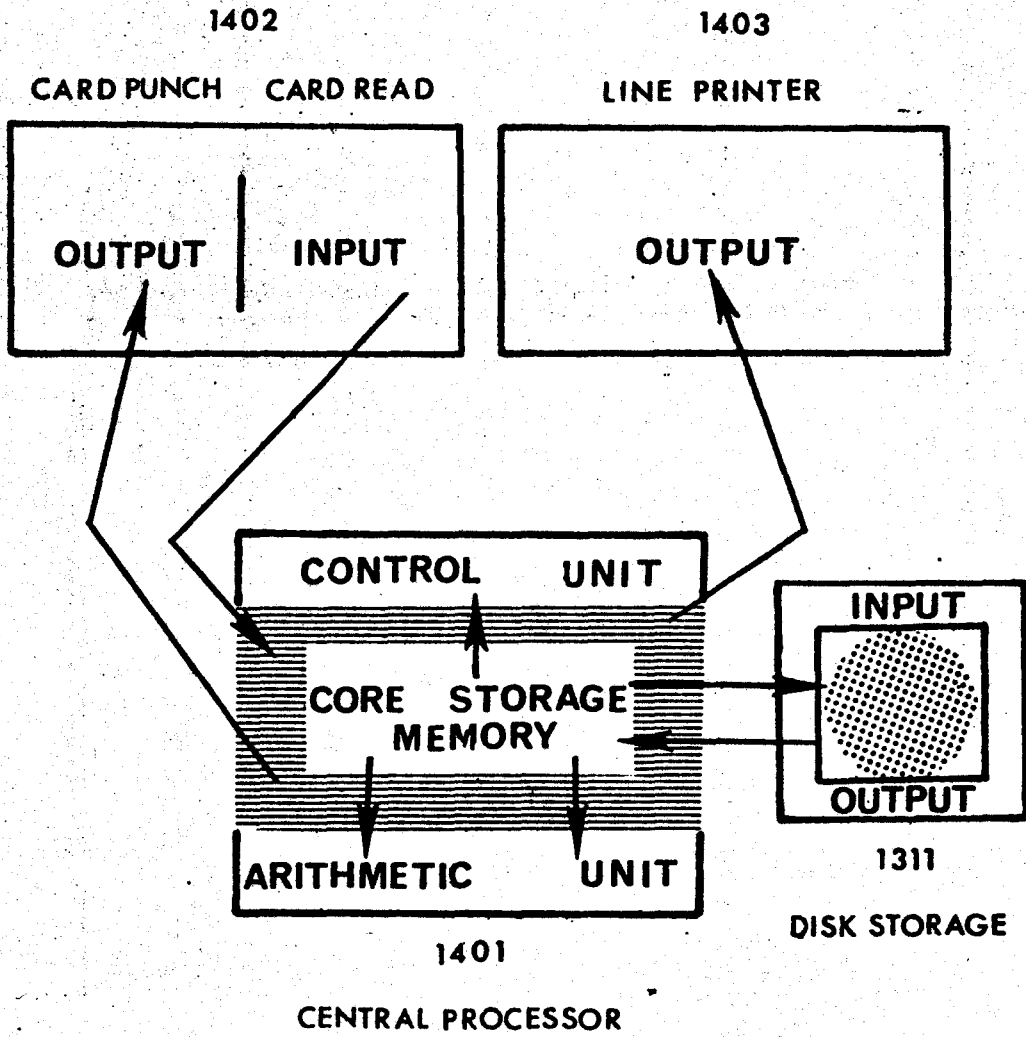 1402
1403
CARD PUNCH CARD READ
LINE PRINTER
OUTPUT INPUT
OUTPUT
CONTROL UNIT
CORE STORAGE
MEMORY
ARITHMETIC UNIT
INPUT
OUTPUT
1311
DISK STORAGE
1401
CENTRAL PROCESSOR